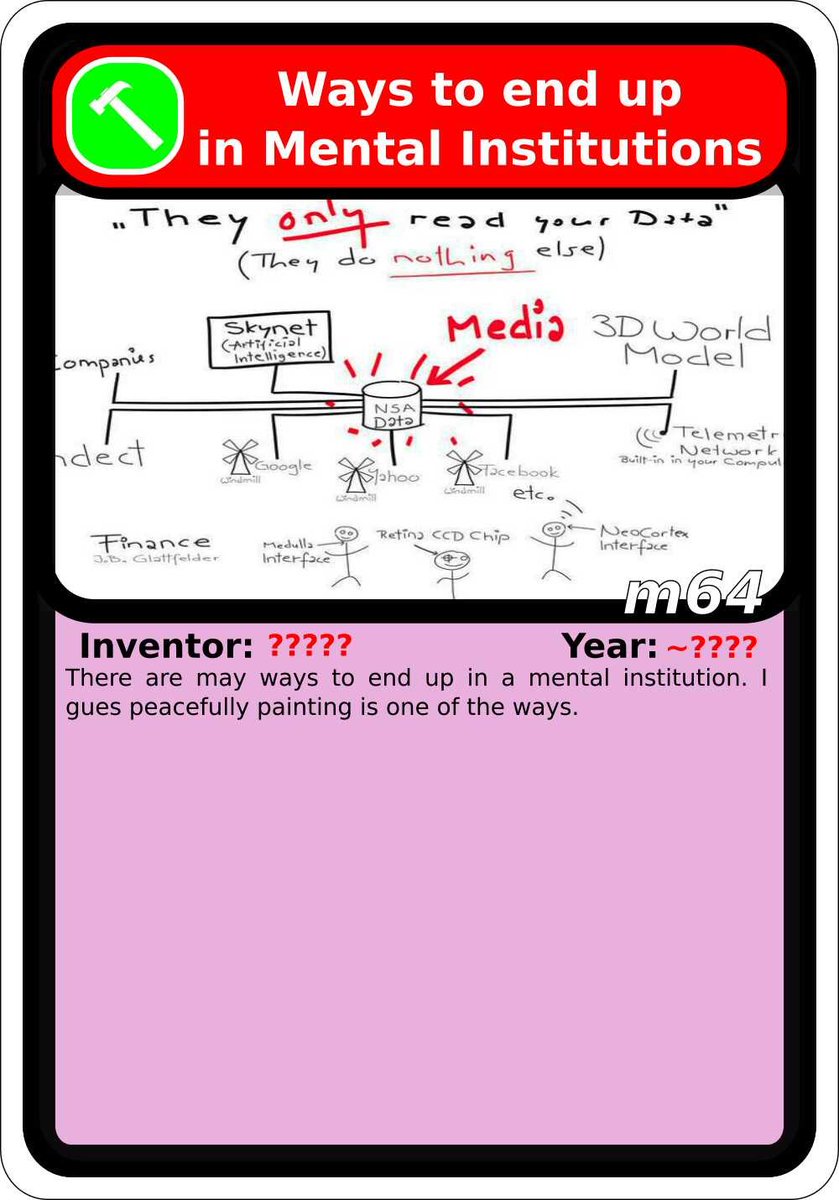 Ways to end up
in Mental Institutions
"They only read your Data"
(They do nothing else)
Skynet
(Artificial
Intelligence)
Media
3D World
Model
Companies
NSA
Data
ndect
Google
Windmill
Yahoo
Windmill
Facebook
Windmill
etc.
Telemetr
Network
Built-in in your Comput
Finance
J.B. Glattfelder
Medulla
Interface
Retina CCD Chip
NeoCortex
Interface
m64
Inventor: ?????
Year: ~????
There are may ways to end up in a mental institution. I
gues peacefully painting is one of the ways.